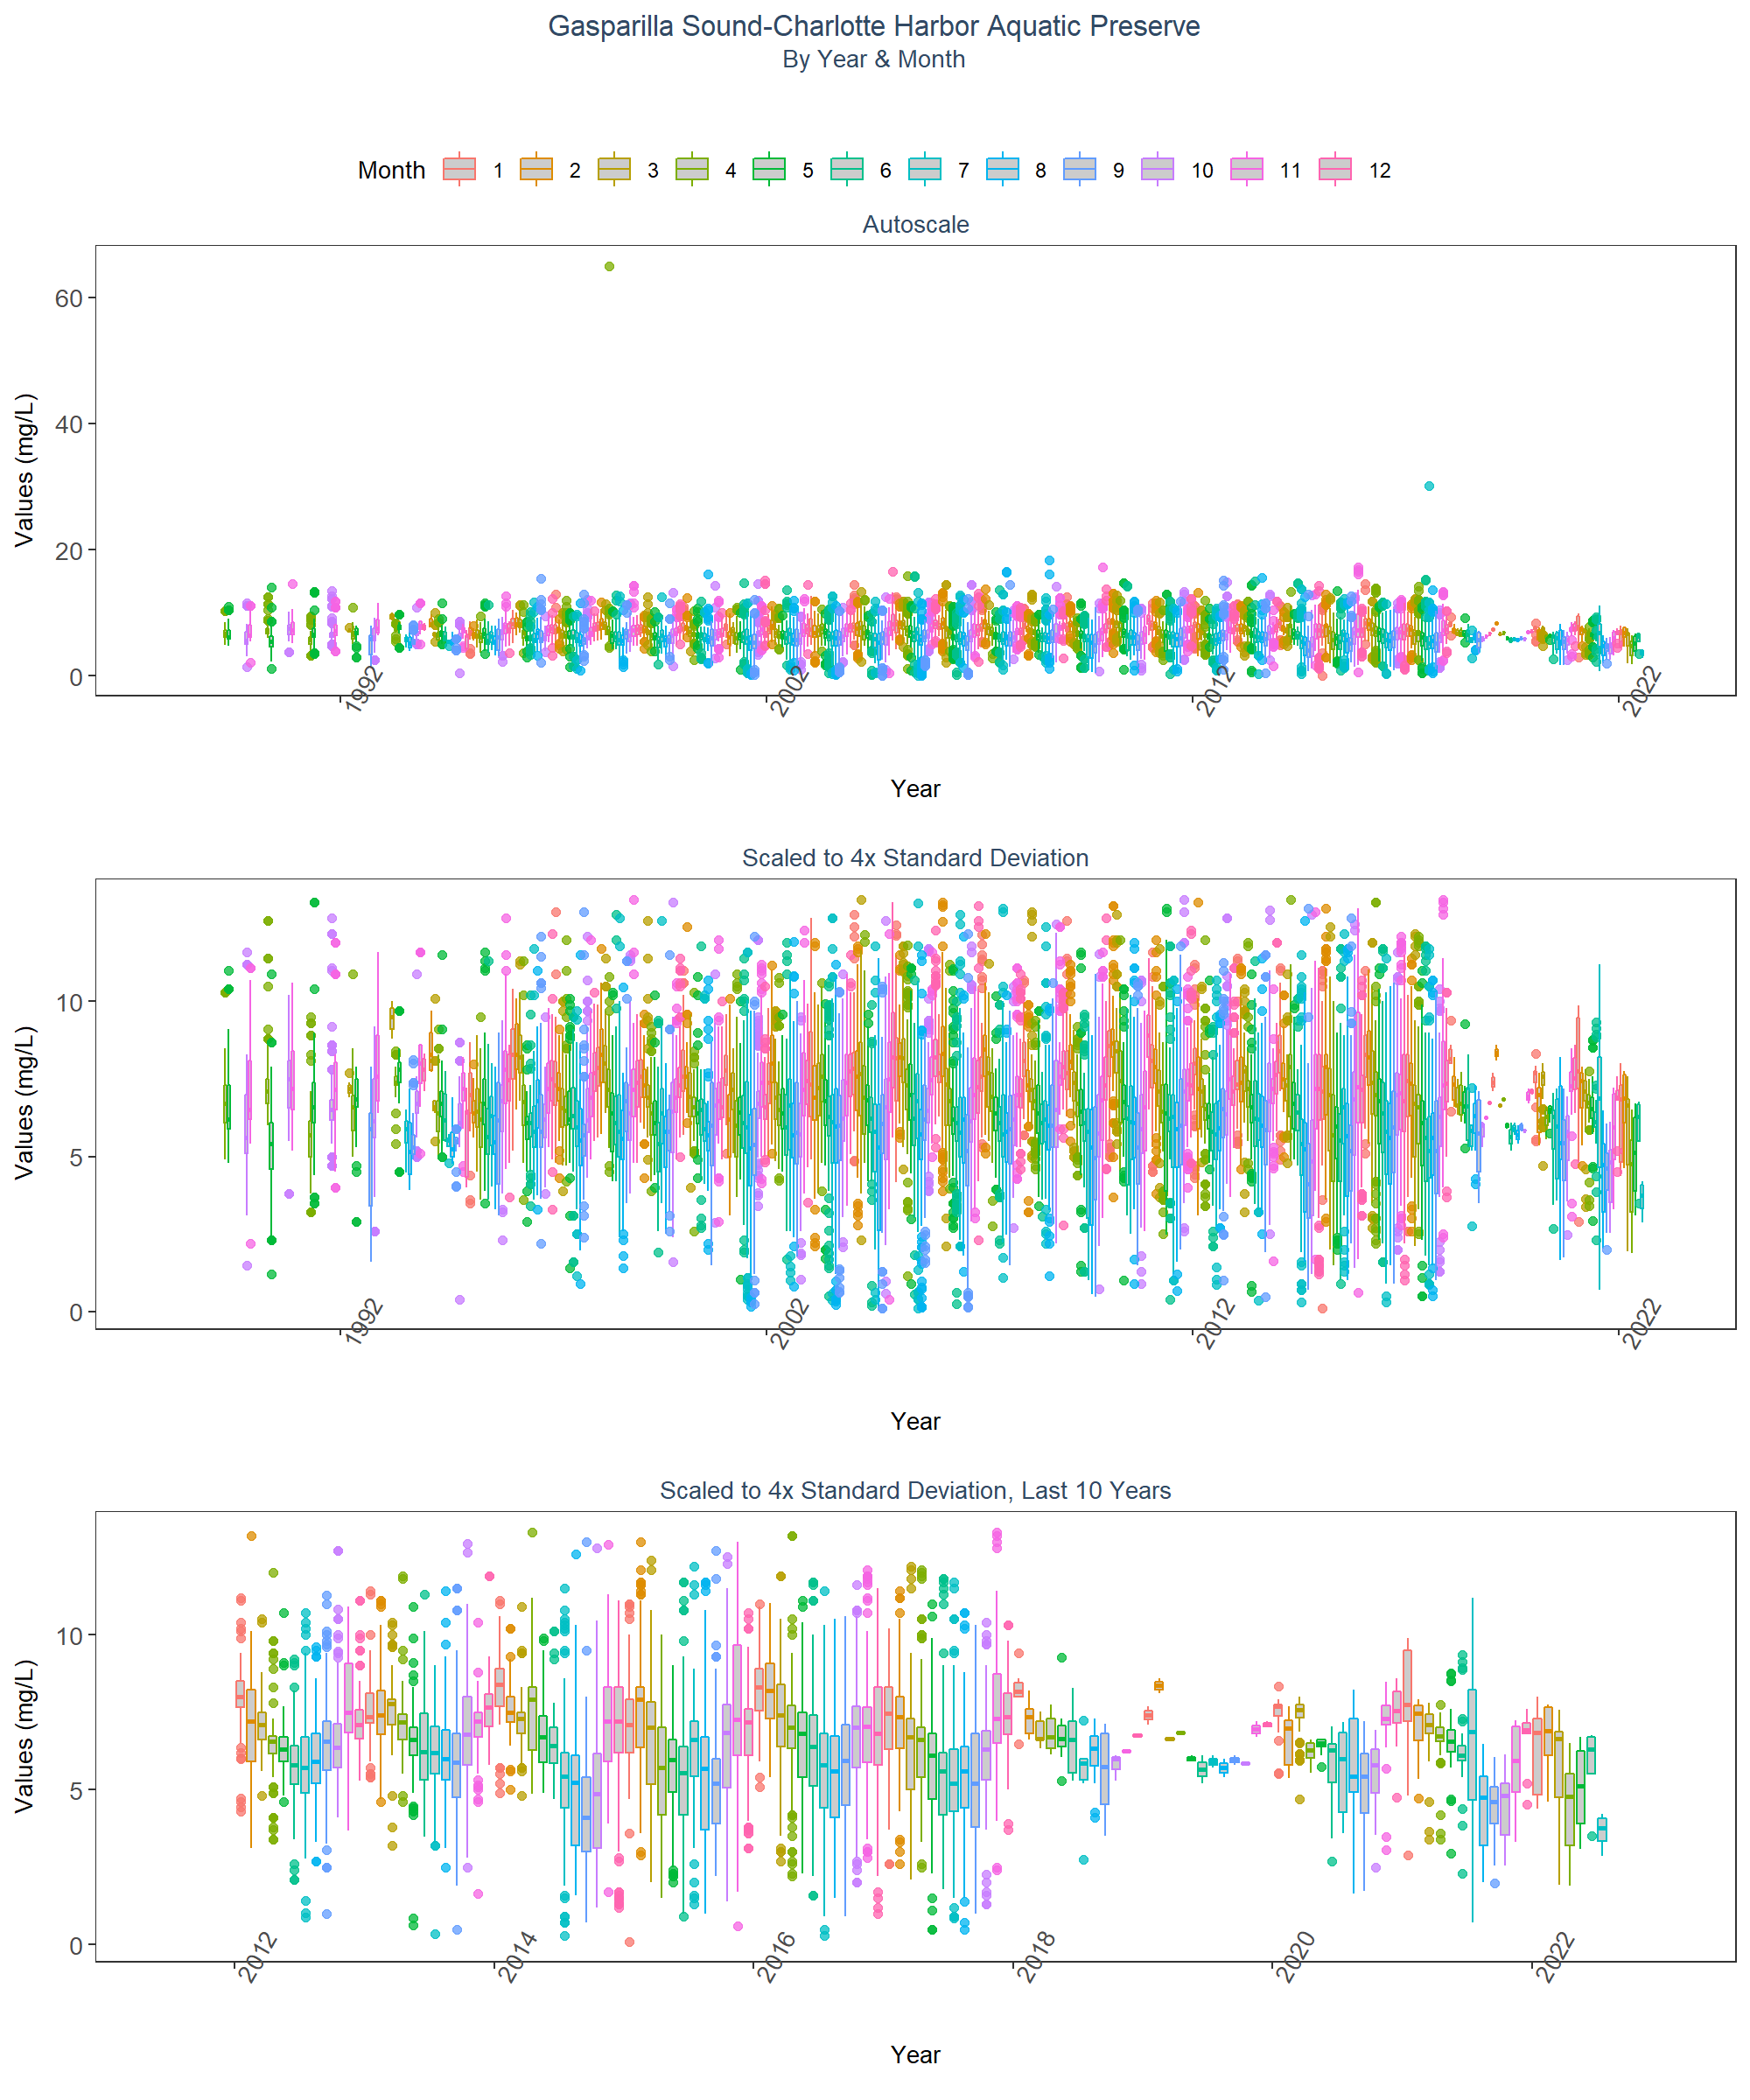 Gasparilla Sound-Charlotte Harbor Aquatic Preserve
By Year & Month
Month 1 2 3 4 5 6 7 8 9 10 11 12
Autoscale
Values (mg/L)
60
40
20
0
1992 2002 2012 2022
Year
Scaled to 4x Standard Deviation
Values (mg/L)
10
5
0
1992 2002 2012 2022
Year
Scaled to 4x Standard Deviation, Last 10 Years
Values (mg/L)
10
5
0
2012 2014 2016 2018 2020 2022
Year